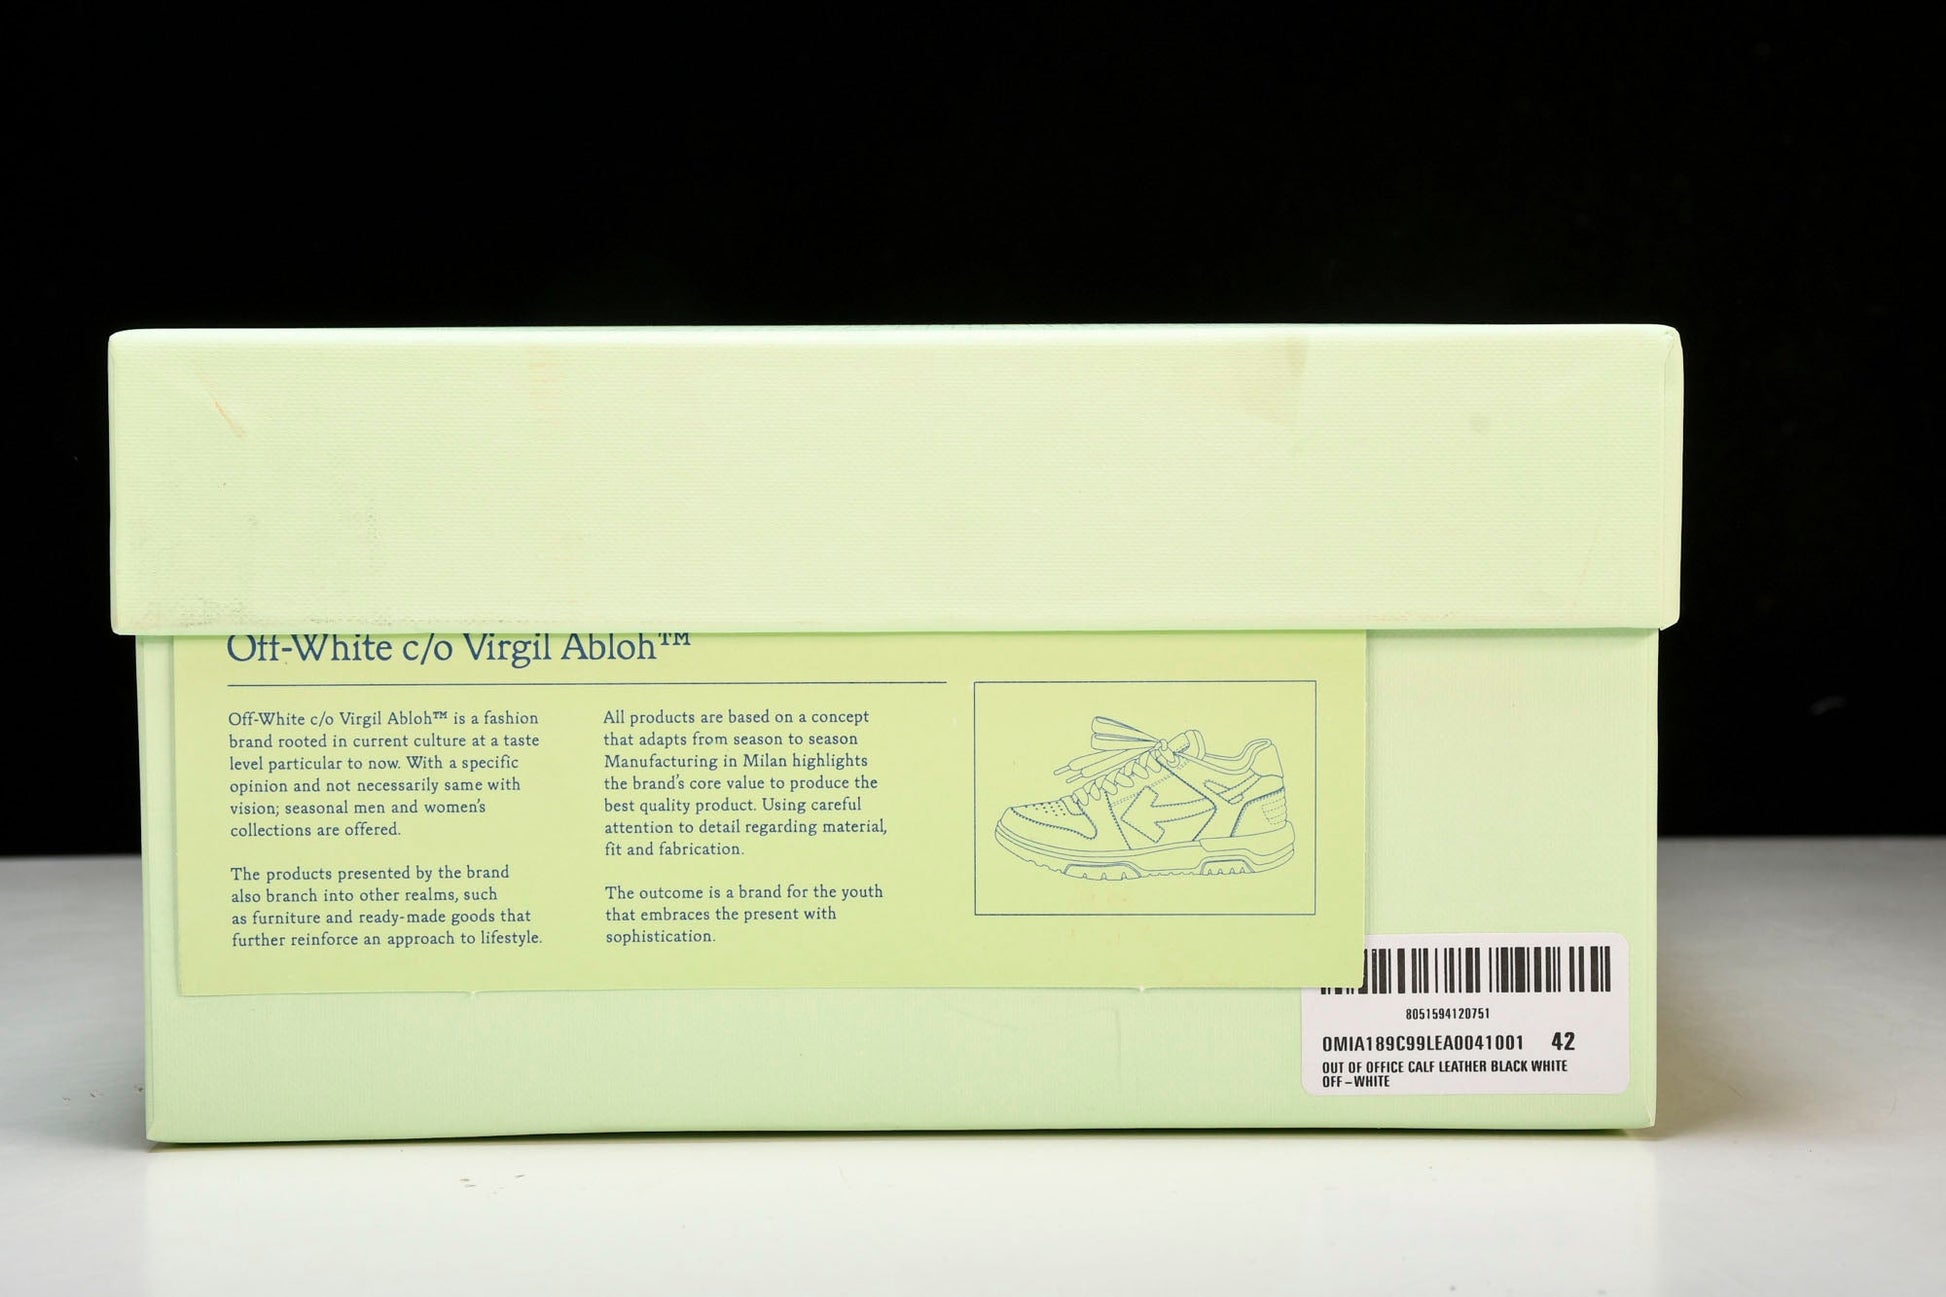 Off-White c/o Virgil Abloh™
Off-White c/o Virgil Abloh™ is a fashion
brand rooted in current culture at a taste
level particular to now. With a specific
opinion and not necessarily same with
vision; seasonal men and women's
collections are offered.
The products presented by the brand
also branch into other realms, such
as furniture and ready-made goods that
further reinforce an approach to lifestyle.
All products are based on a concept
that adapts from season to season
Manufacturing in Milan highlights
the brand's core value to produce the
best quality product. Using careful
attention to detail regarding material,
fit and fabrication.
The outcome is a brand for the youth
that embraces the present with
sophistication.
8051594120751
OMIA189C99LEA0041001 42
OUT OF OFFICE CALF LEATHER BLACK WHITE
OFF-WHITE